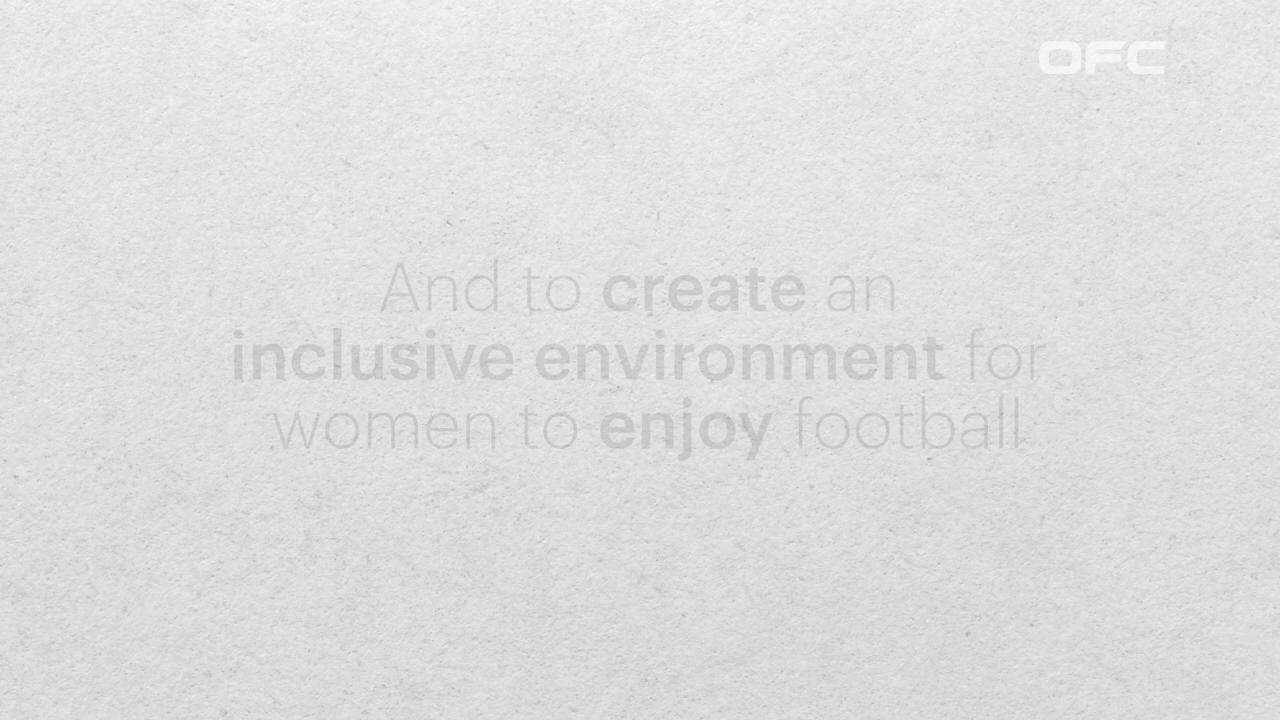 OFC
And to create an
inclusive environment for
women to enjoy football